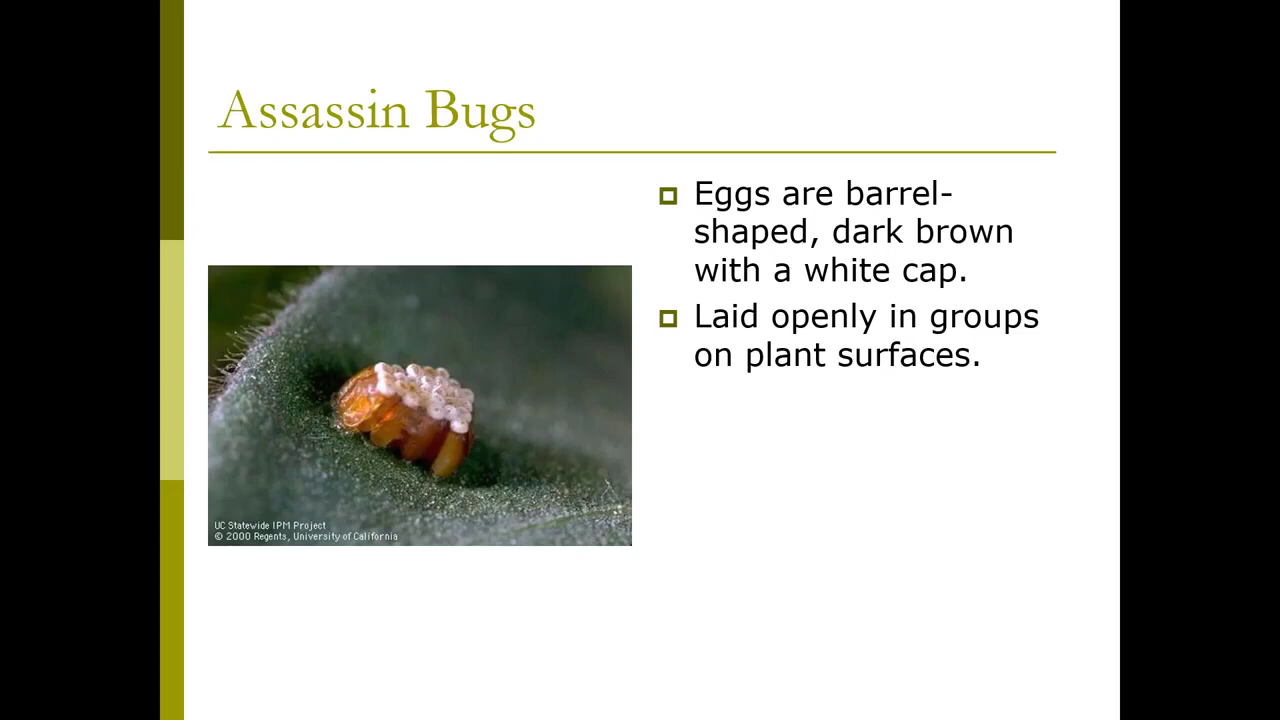 Assassin Bugs
Eggs are barrel-
shaped, dark brown
with a white cap.
Laid openly in groups
on plant surfaces.
UC Statewide IPM Project
© 2000 Regents, University of California